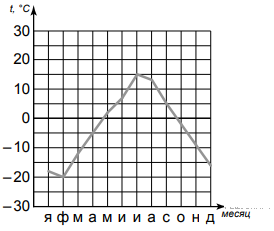 t, °C
30
20
10
0
−10
−20
−30
я ф м а м и и а с о н д
месяц